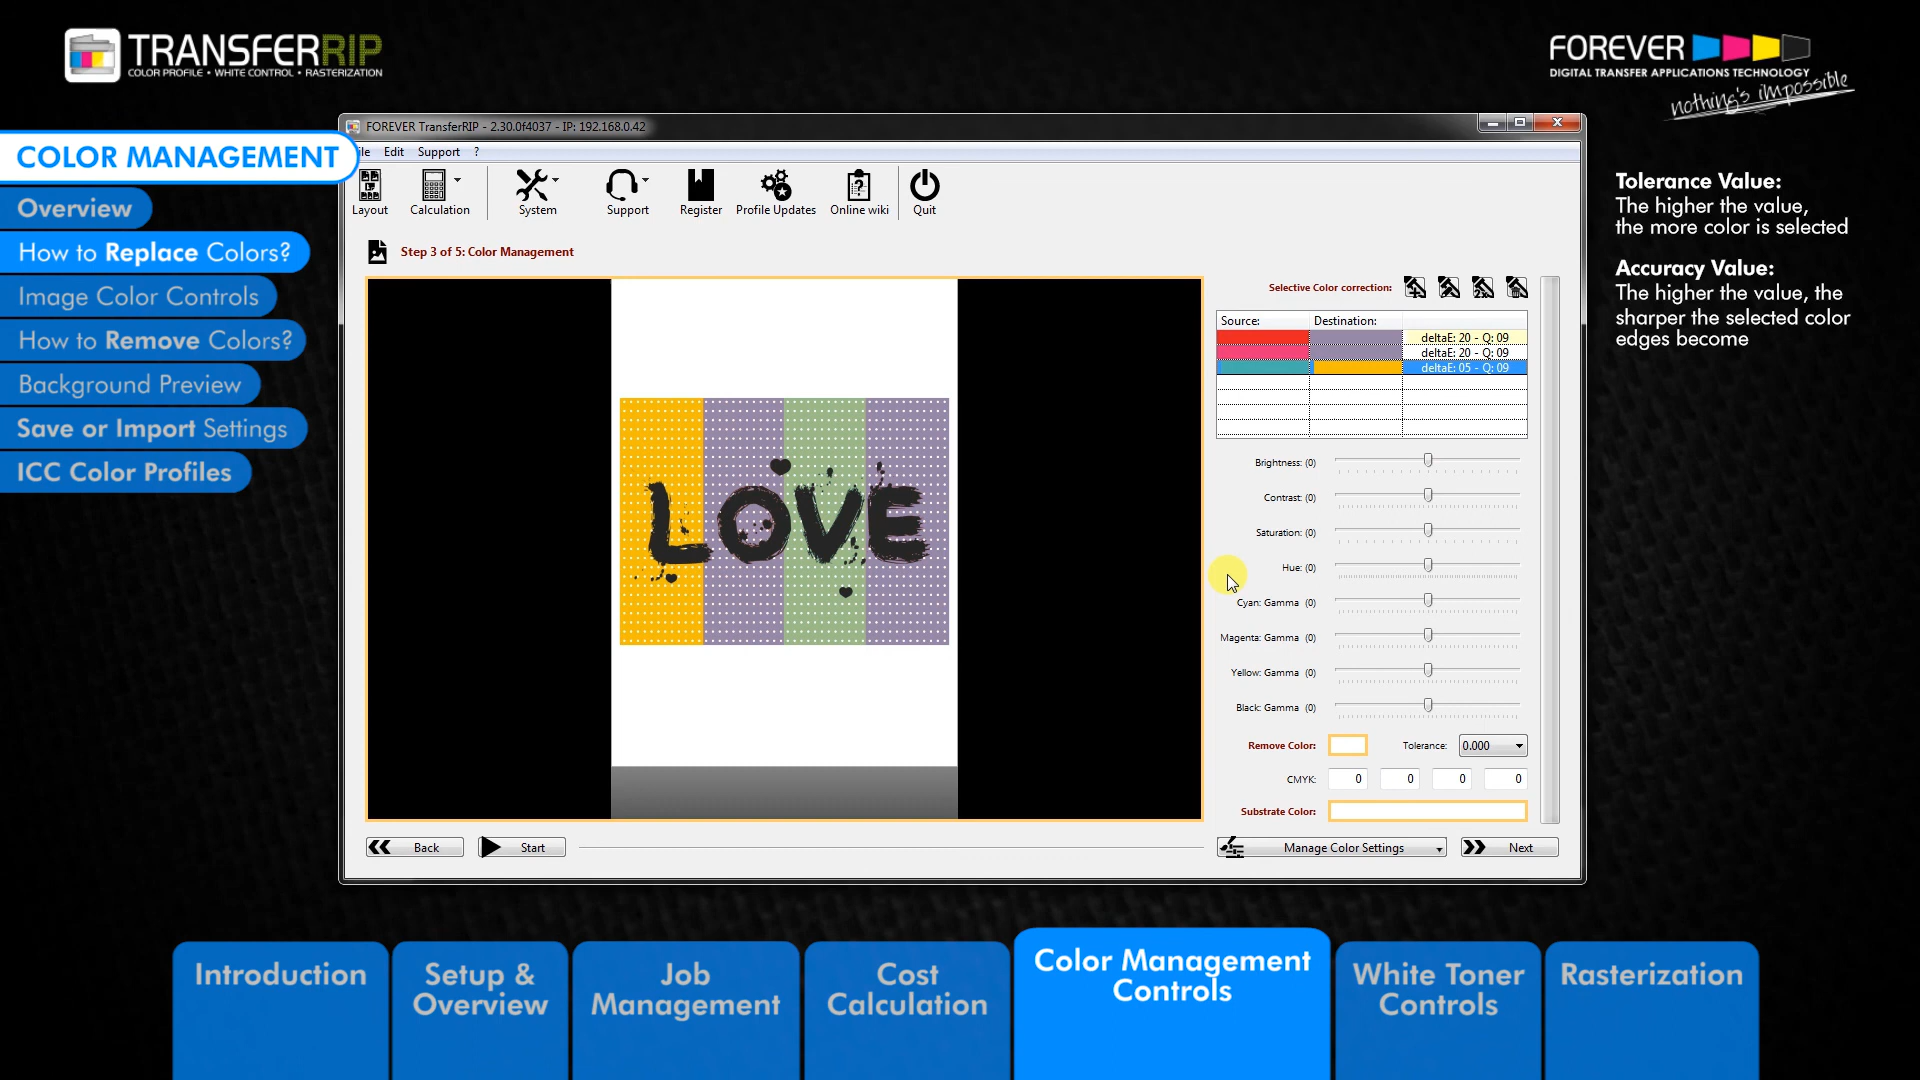 TRANSFERRIP
COLOR PROFILE • WHITE CONTROL • RASTERIZATION
FOREVER
DIGITAL TRANSFER APPLICATIONS TECHNOLOGY
nothing's impossible
COLOR MANAGEMENT
Overview
How to Replace Colors?
Image Color Controls
How to Remove Colors?
Background Preview
Save or Import Settings
ICC Color Profiles
FOREVER TransferRIP - 2.30.0f4037 - IP: 192.168.0.42
ile Edit Support ?
Layout Calculation System Support Register Profile Updates Online wiki Quit
Step 3 of 5: Color Management
LOVE
Selective Color correction:
2x
Source: Destination:
deltaE: 20 - Q: 09
deltaE: 20 - Q: 09
deltaE: 05 - Q: 09
Brightness: (0)
Contrast: (0)
Saturation: (0)
Hue: (0)
Cyan: Gamma (0)
Magenta: Gamma (0)
Yellow: Gamma (0)
Black: Gamma (0)
Remove Color: Tolerance: 0.000
CMYK: 0 0 0 0
Substrate Color:
Back Start Manage Color Settings Next
Tolerance Value:
The higher the value,
the more color is selected
Accuracy Value:
The higher the value, the
sharper the selected color
edges become
Introduction
Setup &
Overview
Job
Management
Cost
Calculation
Color Management
Controls
White Toner
Controls
Rasterization